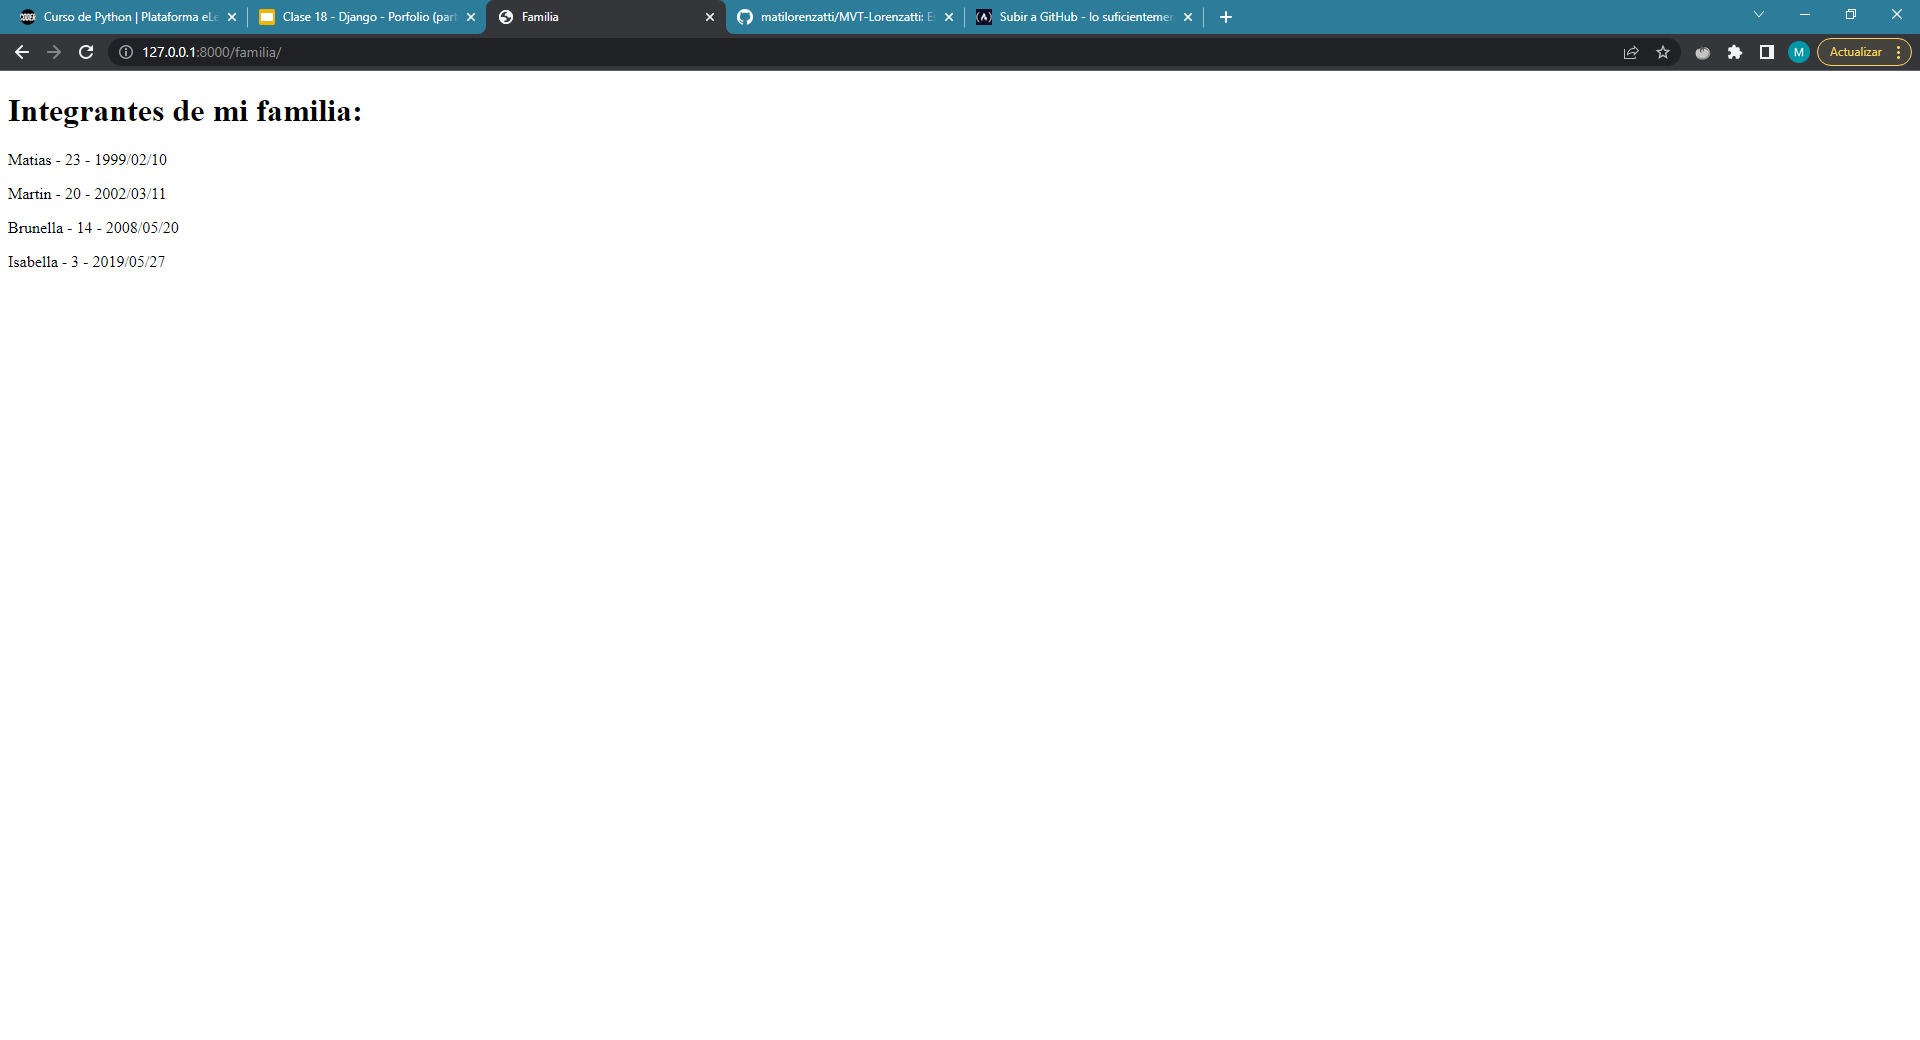 CODER Curso de Python | Plataforma eLe
Clase 18 - Django - Porfolio (part
Familia
matilorenzatti/MVT-Lorenzatti: E
(A) Subir a GitHub - lo suficientemer
127.0.0.1:8000/familia/
M
Actualizar
Integrantes de mi familia:
Matias - 23 - 1999/02/10
Martin - 20 - 2002/03/11
Brunella - 14 - 2008/05/20
Isabella - 3 - 2019/05/27